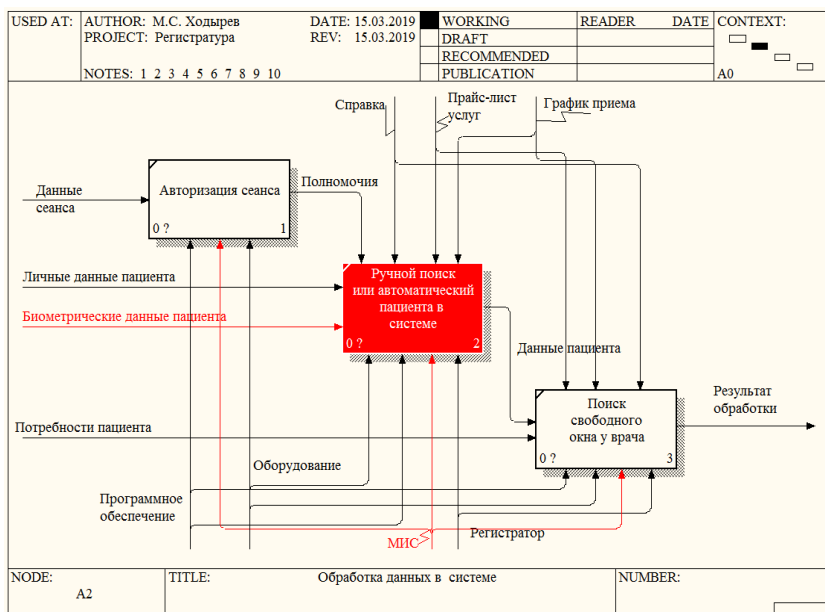 USED AT:
AUTHOR: М.С. Ходырев
DATE: 15.03.2019
PROJECT: Регистратура
REV: 15.03.2019
NOTES: 1 2 3 4 5 6 7 8 9 10
WORKING
DRAFT
RECOMMENDED
PUBLICATION
READER
DATE
CONTEXT:
A0
Справка
Прайс-лист
услуг
График приема
Данные
сеанса
Авторизация сеанса
0 ?
1
Полномочия
Личные данные пациента
Биометрические данные пациента
Ручной поиск
или автоматический
пациента в
системе
0 ?
2
Данные пациента
Потребности пациента
Поиск
свободного
окна у врача
0 ?
3
Результат
обработки
Оборудование
Программное
обеспечение
МИС
Регистратор
NODE:
A2
TITLE:
Обработка данных в системе
NUMBER: